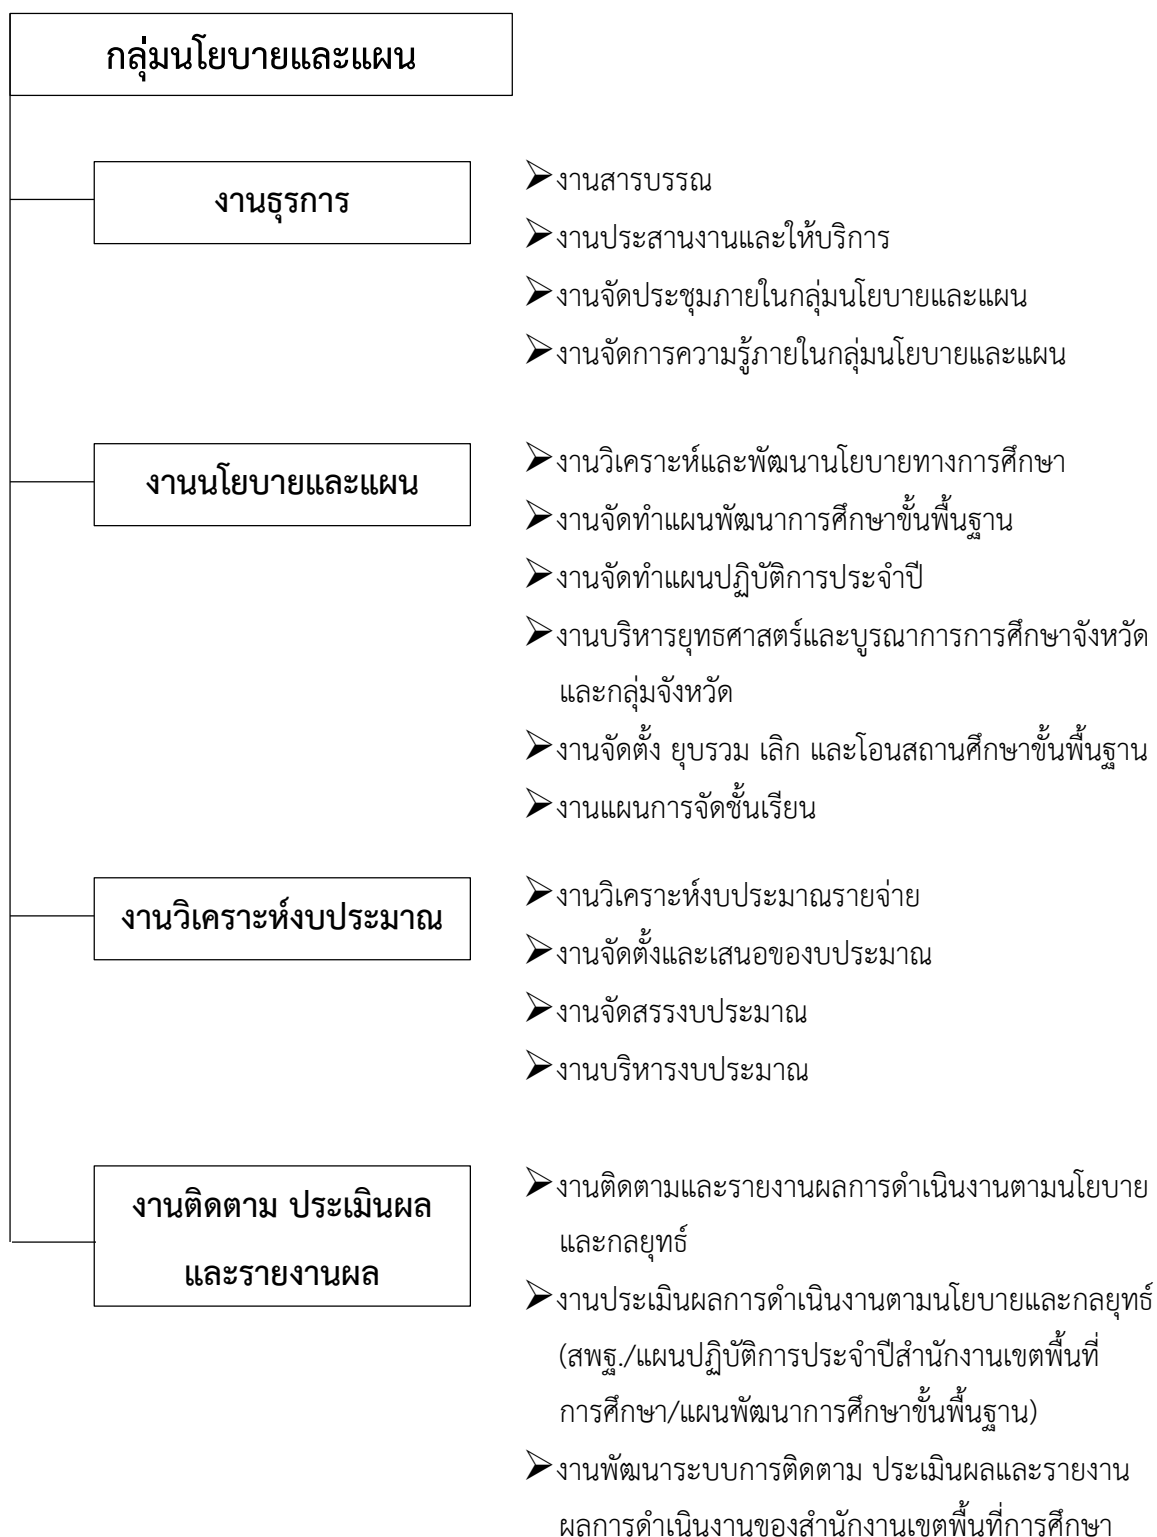 กลุ่มนโยบายและแผน
งานธุรการ
งานสารบรรณ
งานประสานงานและให้บริการ
งานจัดประชุมภายในกลุ่มนโยบายและแผน
งานจัดการความรู้ภายในกลุ่มนโยบายและแผน
งานนโยบายและแผน
งานวิเคราะห์และพัฒนานโยบายทางการศึกษา
งานจัดทำแผนพัฒนาการศึกษาขั้นพื้นฐาน
งานจัดทำแผนปฏิบัติการประจำปี
งานบริหารยุทธศาสตร์และบูรณาการการศึกษาจังหวัด
และกลุ่มจังหวัด
งานจัดตั้ง ยุบรวม เลิก และโอนสถานศึกษาขั้นพื้นฐาน
งานแผนการจัดชั้นเรียน
งานวิเคราะห์งบประมาณ
งานวิเคราะห์งบประมาณรายจ่าย
งานจัดตั้งและเสนอของบประมาณ
งานจัดสรรงบประมาณ
งานบริหารงบประมาณ
งานติดตาม ประเมินผล
และรายงานผล
งานติดตามและรายงานผลการดำเนินงานตามนโยบาย
และกลยุทธ์
งานประเมินผลการดำเนินงานตามนโยบายและกลยุทธ์
(สพฐ./แผนปฏิบัติการประจำปีสำนักงานเขตพื้นที่
การศึกษา/แผนพัฒนาการศึกษาขั้นพื้นฐาน)
งานพัฒนาระบบการติดตาม ประเมินผลและรายงาน
ผลการดำเนินงานของสำนักงานเขตพื้นที่การศึกษา